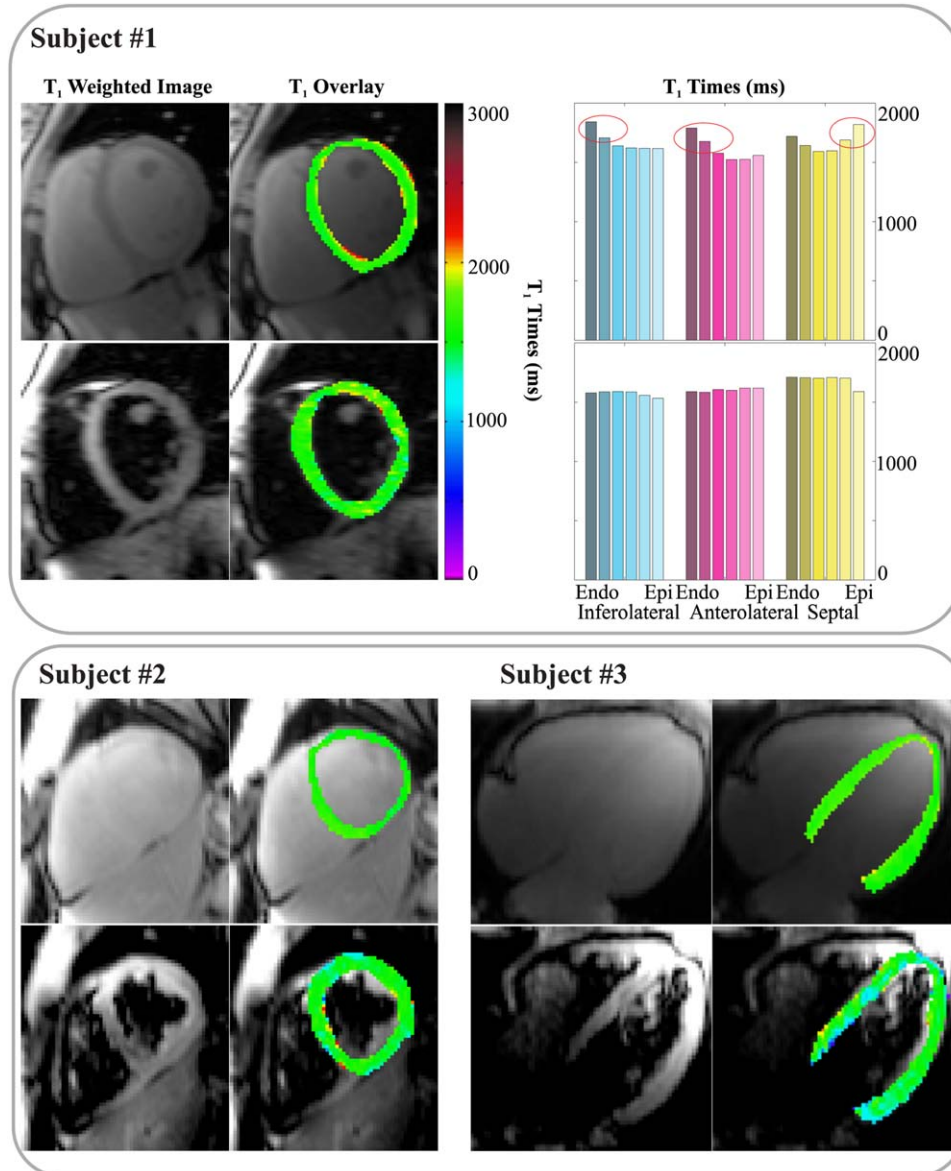 Subject #1
T₁ Weighted Image
T₁ Overlay
T₁ Times (ms)
3000
2000
1000
0
T₁ Times (ms)
2000
1000
0
2000
1000
0
Endo Epi Endo Epi Endo Epi
Inferolateral Anterolateral Septal
Subject #2
Subject #3